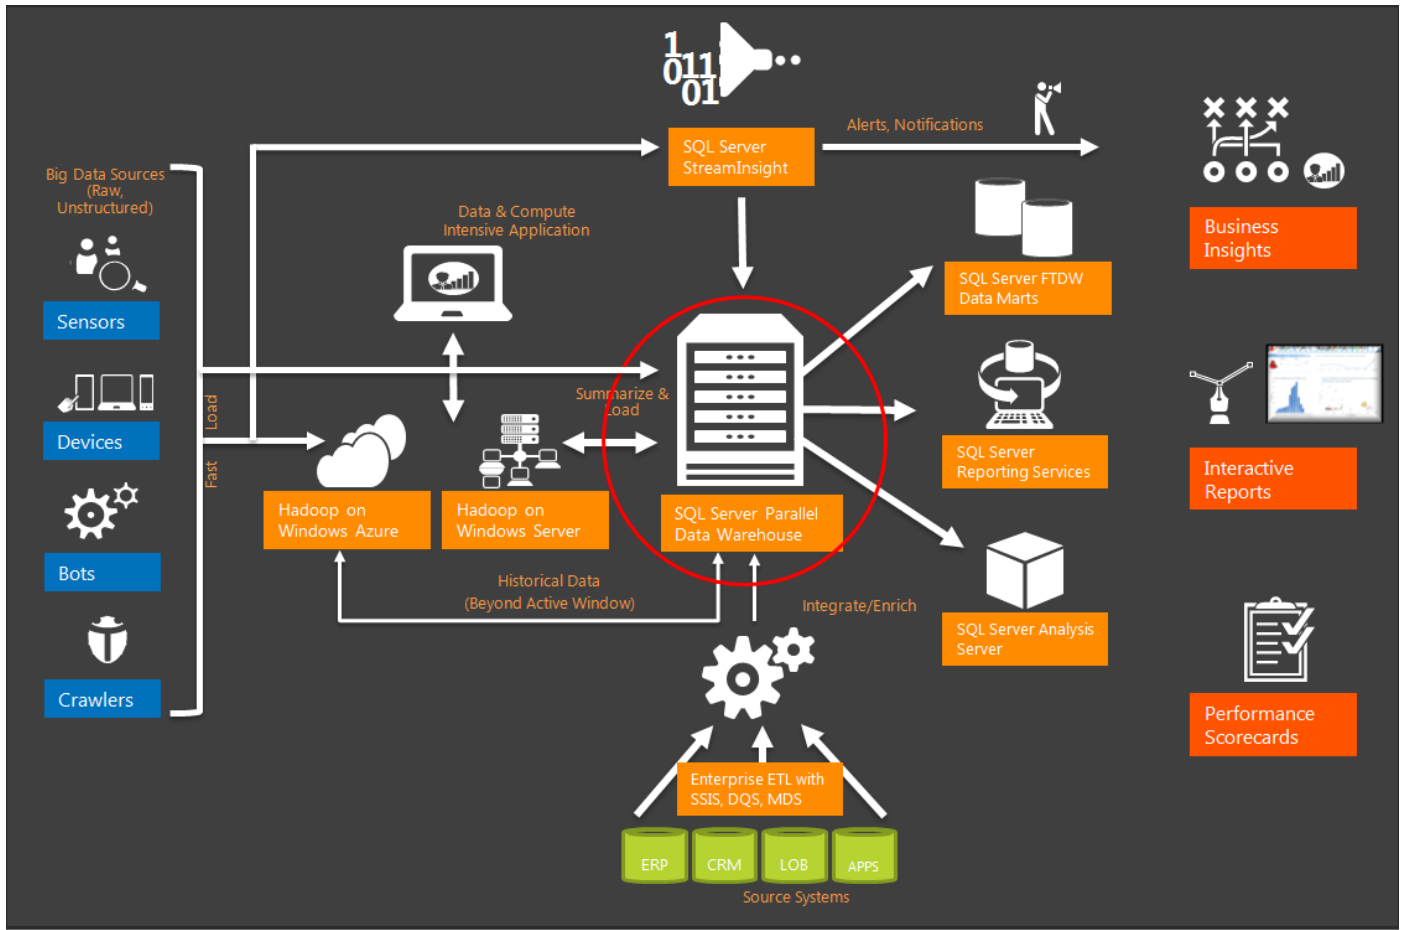 1
011
01
SQL Server
StreamInsight
Alerts, Notifications
Big Data Sources
(Raw,
Unstructured)
Data & Compute
Intensive Application
Business
Insights
SQL Server FTDW
Data Marts
Sensors
Summarize &
Load
Load
Fast
Devices
SQL Server
Reporting Services
Interactive
Reports
Hadoop on
Windows Azure
Hadoop on
Windows Server
SQL Server Parallel
Data Warehouse
Bots
Historical Data
(Beyond Active Window)
Integrate/Enrich
SQL Server Analysis
Server
Crawlers
Performance
Scorecards
Enterprise ETL with
SSIS, DQS, MDS
ERP
CRM
LOB
APPS
Source Systems